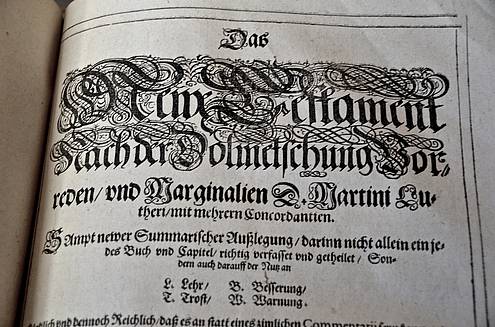 Das
Newe Testament
Nach der Dolmetschung Vor-
reden/ vnd Marginalien D. Martini Lu-
theri/ mit mehrern Concordantien.
Sampt newer Summarischer Außlegung/ darinn nicht allein ein je-
des Buch vnd Capitel/ richtig verfasset vnd getheilet/ Son-
dern auch darauff der Nutz an
L. Lehr/ B. Besserung/
T. Trost/ W. Warnung.
vnd dennoch Reichlich/ daß es an statt eines zimlichen Commentarij